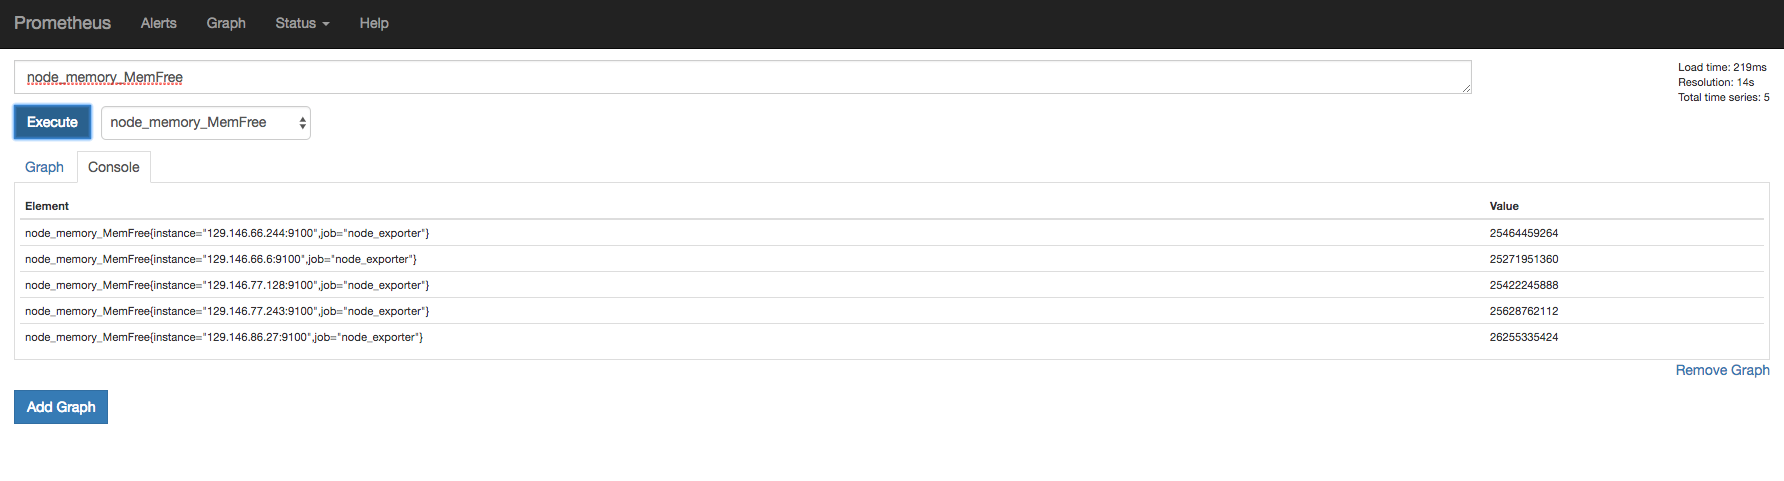 Prometheus Alerts Graph Status Help
node_memory_MemFree
Load time: 219ms
Resolution: 14s
Total time series: 5
Execute node_memory_MemFree
Graph Console
Element Value
node_memory_MemFree{instance="129.146.66.244:9100",job="node_exporter"} 25464459264
node_memory_MemFree{instance="129.146.66.6:9100",job="node_exporter"} 25271951360
node_memory_MemFree{instance="129.146.77.128:9100",job="node_exporter"} 25422245888
node_memory_MemFree{instance="129.146.77.243:9100",job="node_exporter"} 25628762112
node_memory_MemFree{instance="129.146.86.27:9100",job="node_exporter"} 26255335424
Remove Graph
Add Graph